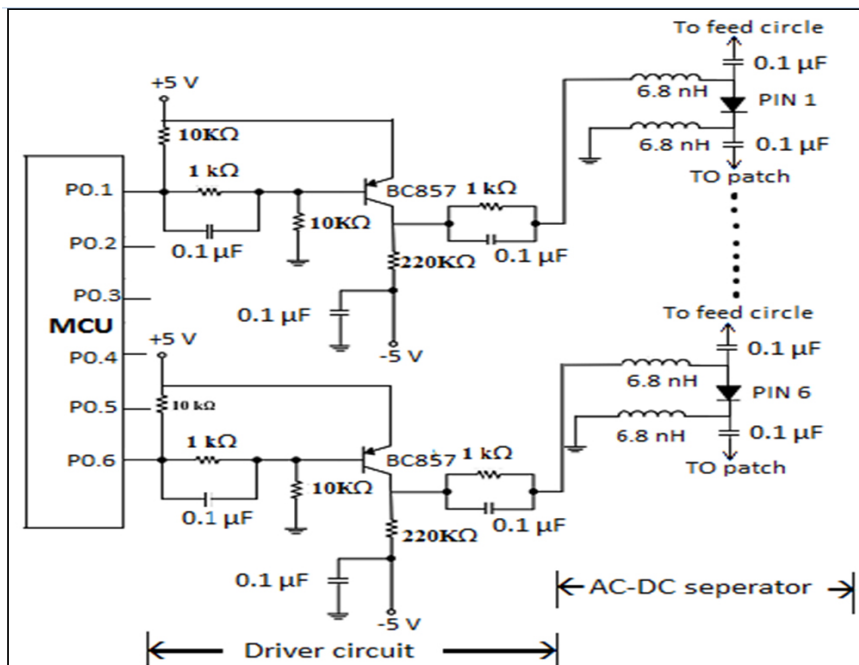 To feed circle
0.1 µF
+5 V
6.8 nH
PIN 1
10KΩ
1 kΩ
6.8 nH
0.1 µF
P0.1
BC857
1 kΩ
TO patch
P0.2
0.1 µF
10KΩ
220KΩ
0.1 µF
P0.3
0.1 µF
To feed circle
MCU
+5 V
-5 V
0.1 µF
P0.4
6.8 nH
PIN 6
P0.5
10 kΩ
1 kΩ
6.8 nH
0.1 µF
P0.6
BC857
1 kΩ
TO patch
0.1 µF
10KΩ
0.1 µF
220KΩ
0.1 µF
AC-DC seperator
-5 V
Driver circuit